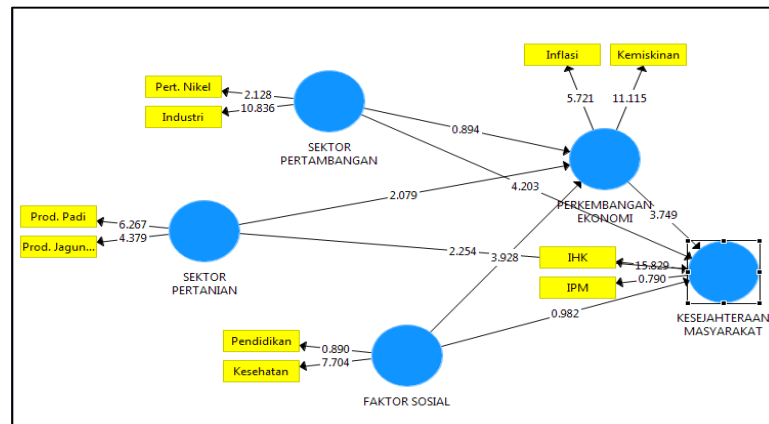 Inflasi
Kemiskinan
5.721
11.115
Pert. Nikel
Industri
2.128
10.836
SEKTOR
PERTAMBANGAN
0.894
4.203
PERKEMBANGAN
EKONOMI
3.749
2.079
Prod. Padi
Prod. Jagun...
6.267
4.379
SEKTOR
PERTANIAN
2.254
3.928
IHK
IPM
15.829
0.790
KESEJAHTERAAN
MASYARAKAT
0.982
Pendidikan
Kesehatan
0.890
7.704
FAKTOR SOSIAL